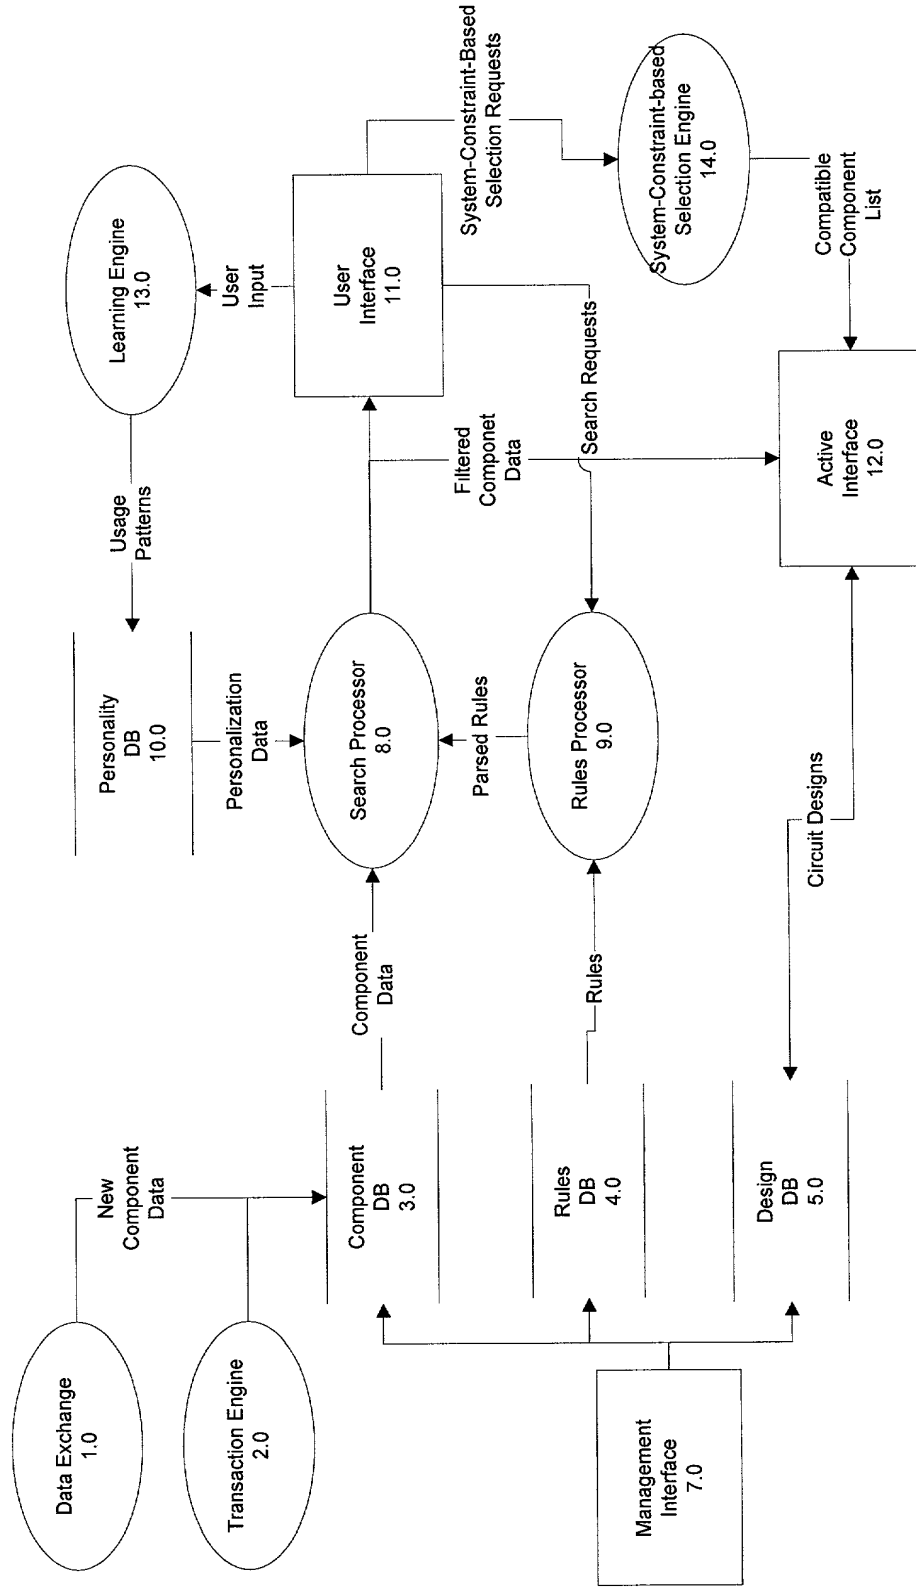 Data Exchange
1.0
Transaction Engine
2.0
New
Component
Data
Component
DB
3.0
Rules
DB
4.0
Design
DB
5.0
Management
Interface
7.0
Component
Data
Rules
Circuit Designs
Personality
DB
10.0
Personalization
Data
Search Processor
8.0
Parsed Rules
Rules Processor
9.0
Usage
Patterns
Learning Engine
13.0
User
Input
User
Interface
11.0
Filtered
Componet
Data
Search Requests
Active
Interface
12.0
System-Constraint-Based
Selection Requests
System-Constraint-based
Selection Engine
14.0
Compatible
Component
List